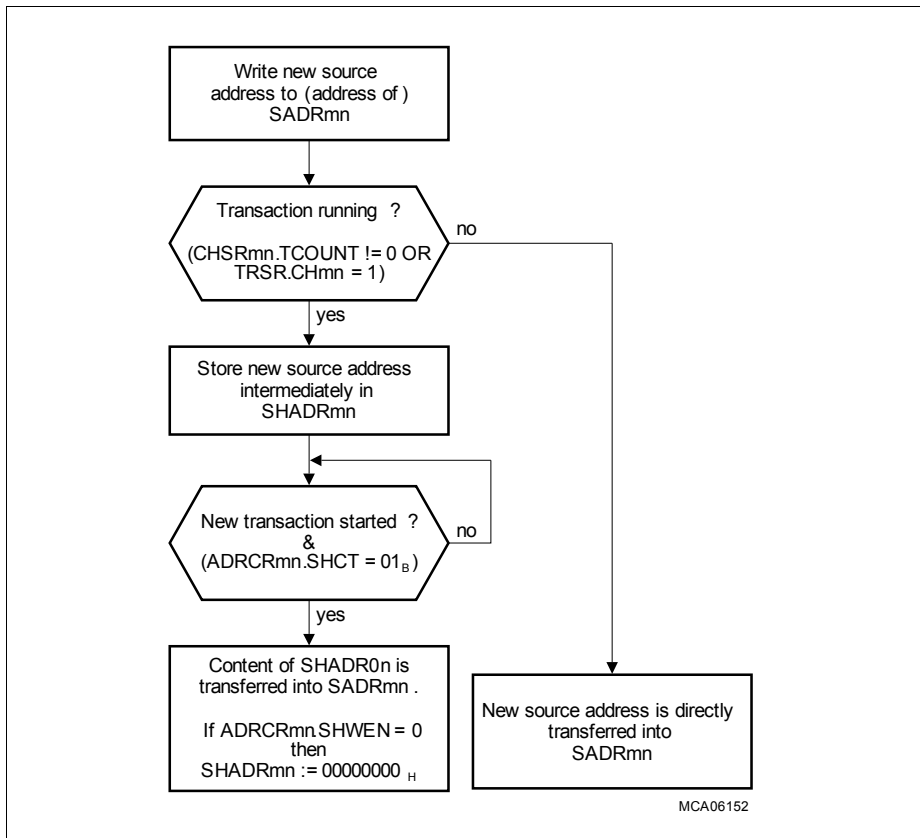 Write new source
address to (address of )
SADRmn
Transaction running ?
no
(CHSRmn.TCOUNT != 0 OR
TRSR.CHmn = 1)
yes
Store new source address
intermediately in
SHADRmn
New transaction started ?
&
no
(ADRCRmn.SHCT = 01B)
yes
Content of SHADR0n is
transferred into SADRmn .
If ADRCRmn.SHWEN = 0
then
SHADRmn := 00000000 H
New source address is directly
transferred into
SADRmn
MCA06152